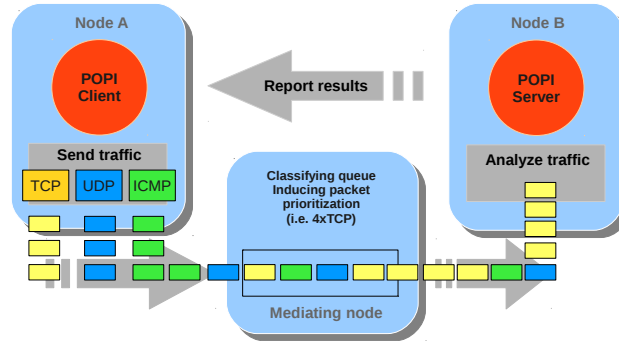 Node A
Node B
POPI
Client
POPI
Server
Report results
Send traffic
Analyze traffic
TCP
UDP
ICMP
Classifying queue
Inducing packet
prioritization
(i.e. 4xTCP)
Mediating node